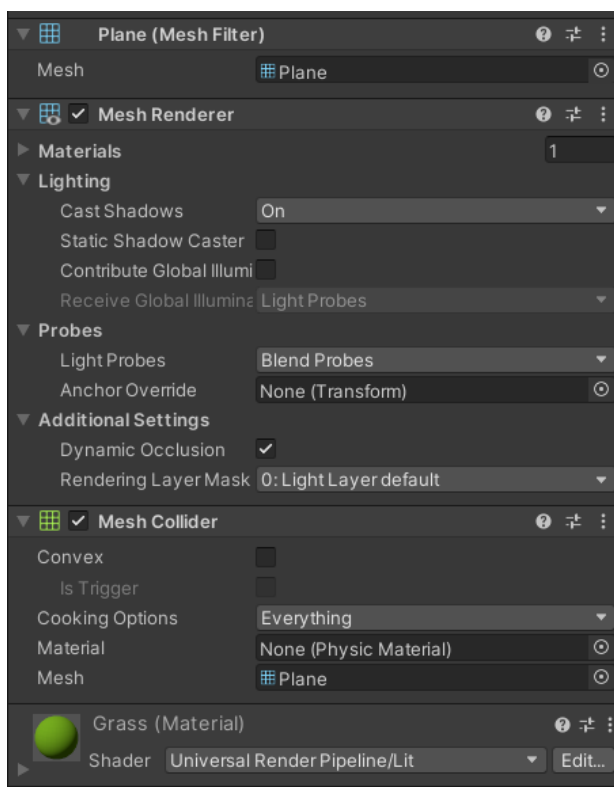 Plane (Mesh Filter)
Mesh Plane
Mesh Renderer
Materials 1
Lighting
Cast Shadows On
Static Shadow Caster
Contribute Global Illumi
Receive Global Illumina Light Probes
Probes
Light Probes Blend Probes
Anchor Override None (Transform)
Additional Settings
Dynamic Occlusion
Rendering Layer Mask 0: Light Layer default
Mesh Collider
Convex
Is Trigger
Cooking Options Everything
Material None (Physic Material)
Mesh Plane
Grass (Material)
Shader Universal Render Pipeline/Lit Edit...